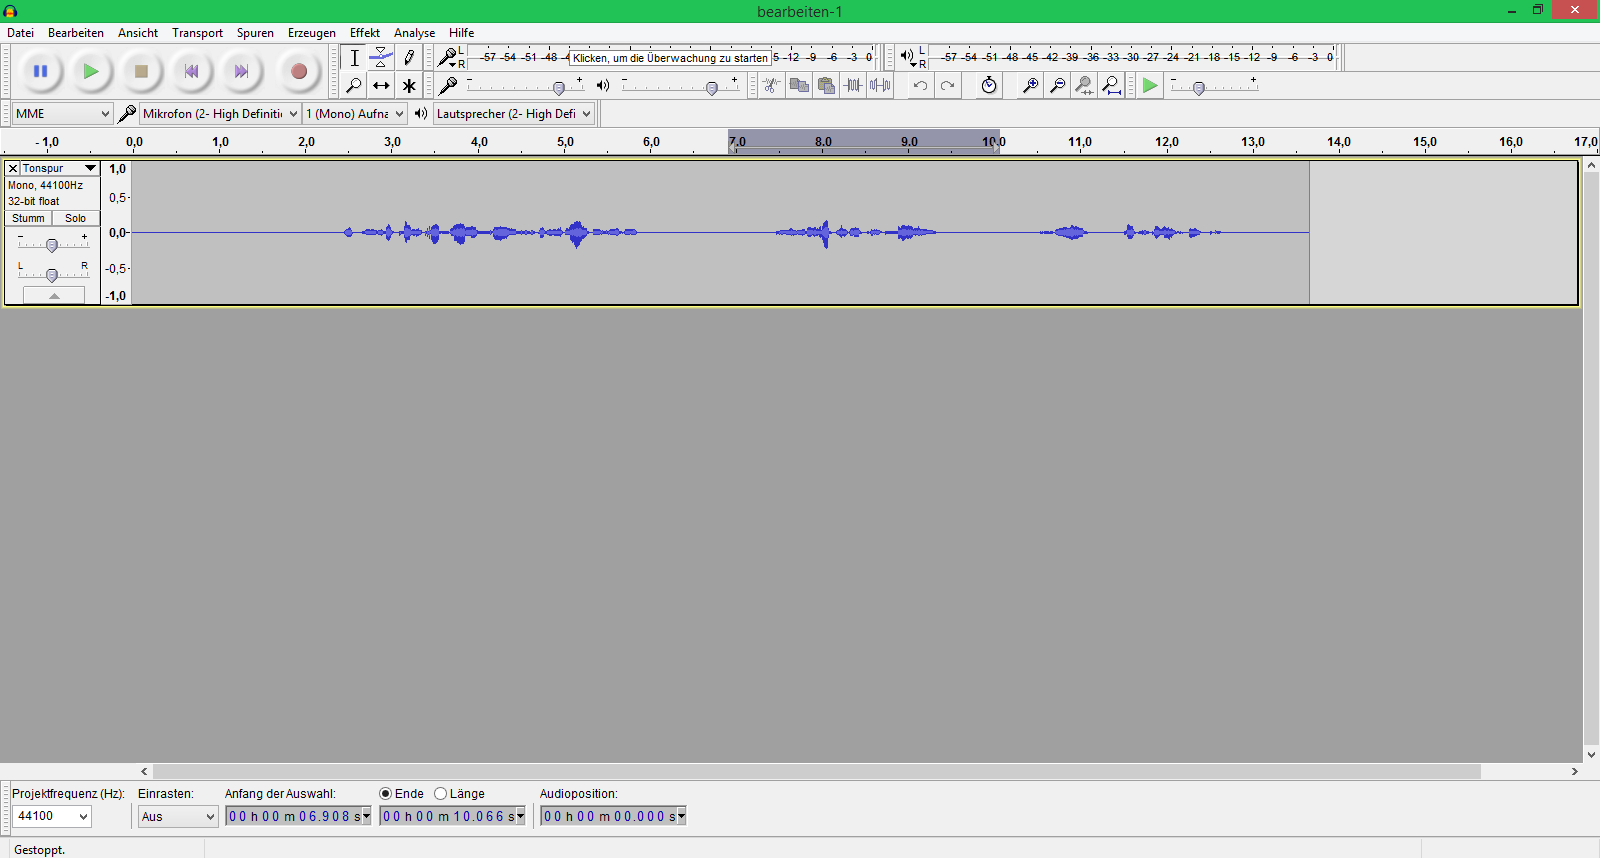 bearbeiten-1
Datei Bearbeiten Ansicht Transport Spuren Erzeugen Effekt Analyse Hilfe
L R -57 -54 -51 -48 Klicken, um die Überwachung zu starten -12 -9 -6 -3 0 L R -57 -54 -51 -48 -45 -42 -39 -36 -33 -30 -27 -24 -21 -18 -15 -12 -9 -6 -3 0
- + - + - +
MME Mikrofon (2- High Definiti 1 (Mono) Aufna Lautsprecher (2- High Defi
-1,0 0,0 1,0 2,0 3,0 4,0 5,0 6,0 7,0 8,0 9,0 10,0 11,0 12,0 13,0 14,0 15,0 16,0 17,0
X Tonspur 1,0
Mono, 44100Hz
32-bit float 0,5-
Stumm Solo
- + 0,0-
L R -0,5-
-1,0
Projektfrequenz (Hz): Einrasten: Anfang der Auswahl: Ende Länge Audioposition:
44100 Aus 00 h 00 m 06.908 s 00 h 00 m 10.066 s 00 h 00 m 00.000 s
Gestoppt.